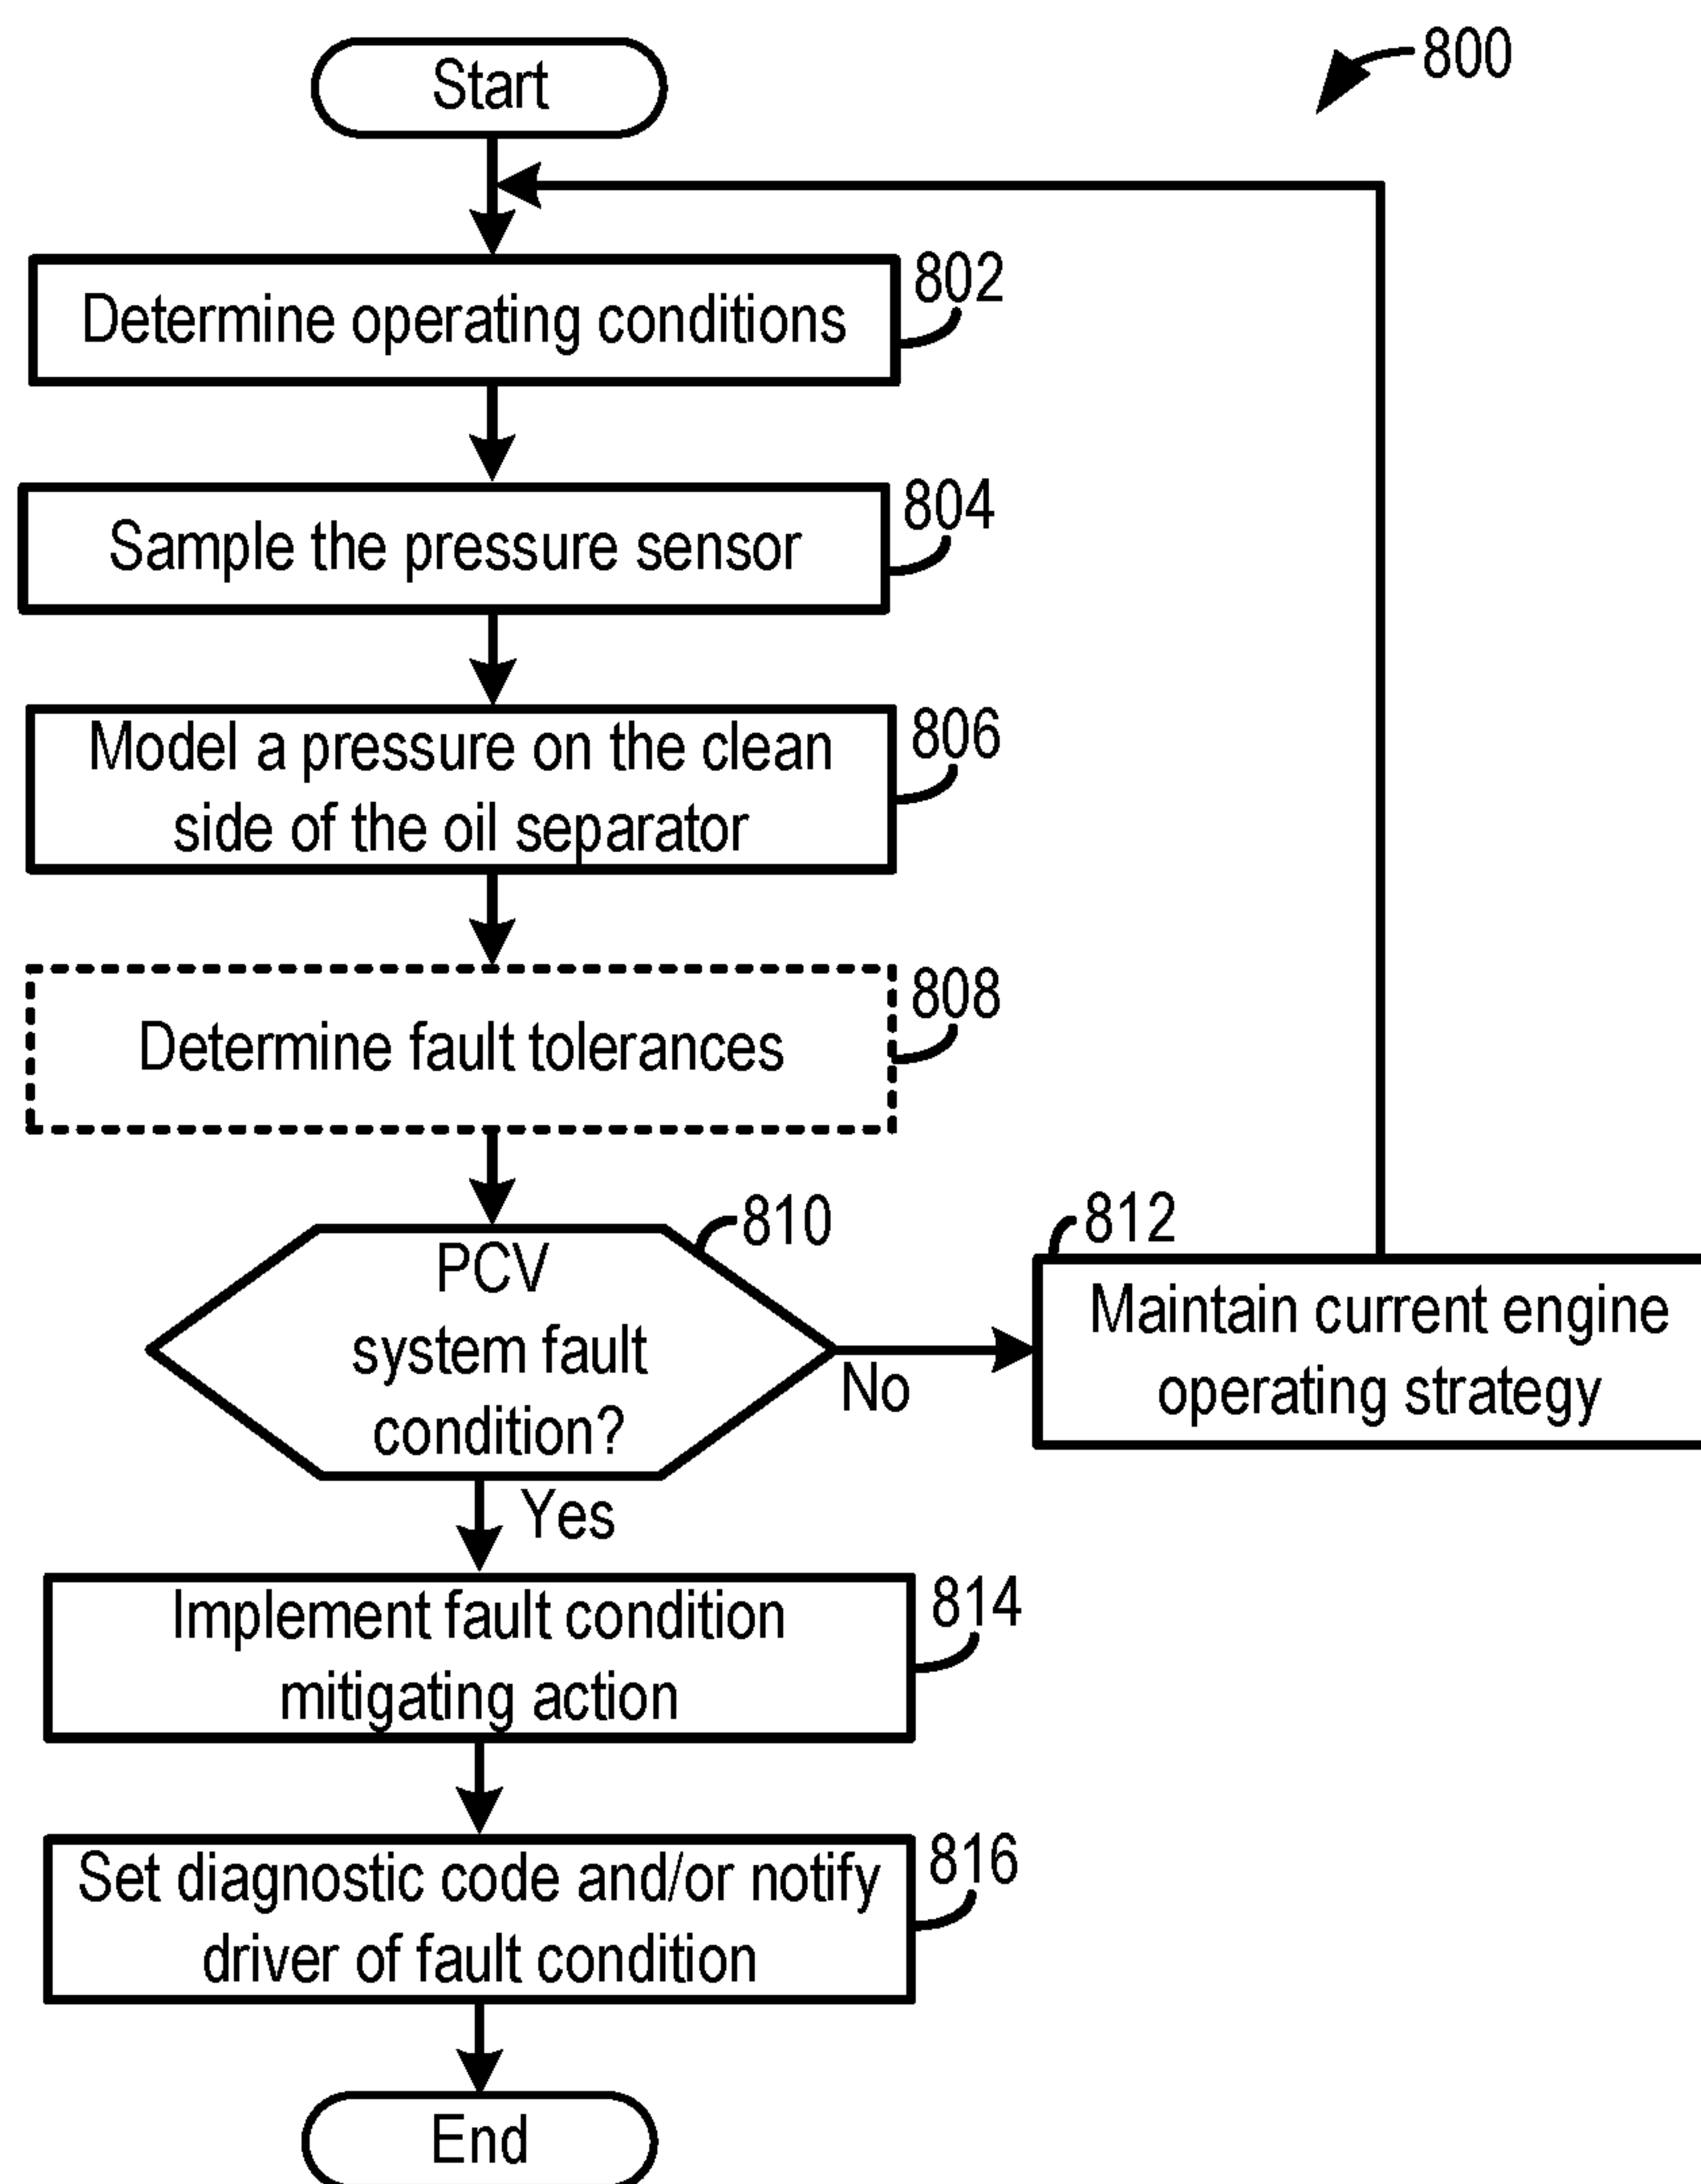 Start
800
Determine operating conditions
802
Sample the pressure sensor
804
Model a pressure on the clean
side of the oil separator
806
Determine fault tolerances
808
PCV
system fault
condition?
810
No
812
Maintain current engine
operating strategy
Yes
Implement fault condition
mitigating action
814
Set diagnostic code and/or notify
driver of fault condition
816
End